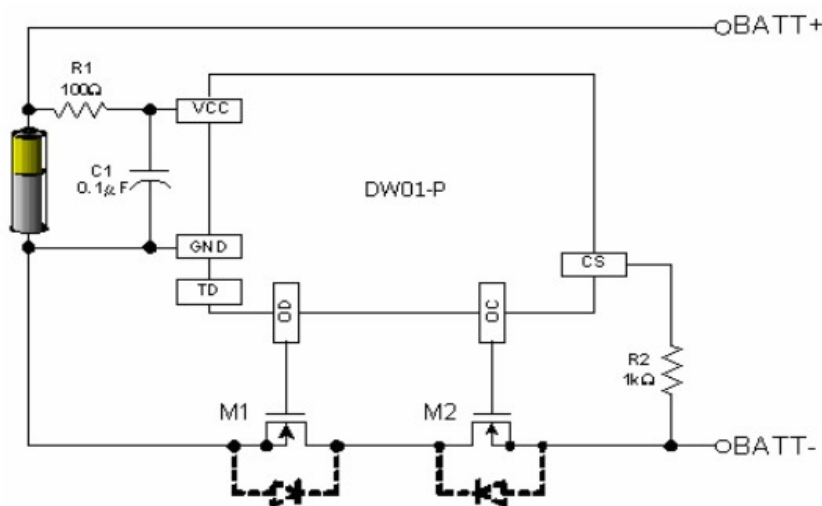 BATT+
R1
100Ω
VCC
C1
0.1μF
DW01-P
GND
CS
TD
OD
OC
R2
1kΩ
M1
M2
BATT-